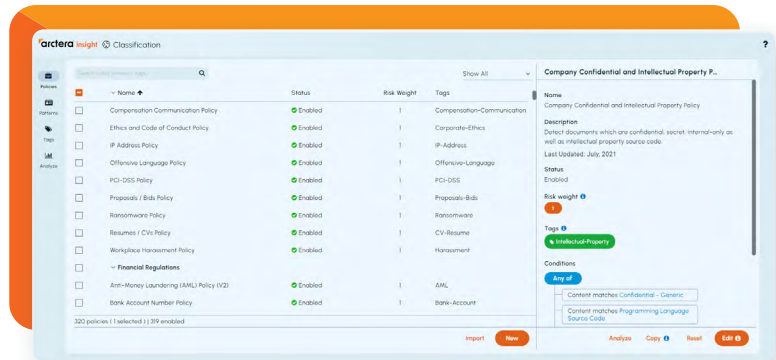 arctera insight Classification
?
Policies
Patterns
Tags
Analyze
Show All
Name Status Risk Weight Tags
Compensation Communication Policy Enabled 1 Compensation-Communication
Ethics and Code of Conduct Policy Enabled 1 Corporate-Ethics
IP Address Policy Enabled 1 IP-Address
Offensive Language Policy Enabled 1 Offensive-Language
PCI-DSS Policy Enabled 1 PCI-DSS
Proposals / Bids Policy Enabled 1 Proposals-Bids
Ransomware Policy Enabled 1 Ransomware
Resumes / CVs Policy Enabled 1 CV-Resume
Workplace Harassment Policy Enabled 1 Harassment
Financial Regulations
Anti-Money Laundering (AML) Policy (V2) Enabled 1 AML
Bank Account Number Policy Enabled 1 Bank-Account
320 policies ( 1 selected ) | 319 enabled
Import New
Company Confidential and Intellectual Property P...
Name
Company Confidential and Intellectual Property Policy
Description
Detect documents which are confidential, secret, internal-only as
well as intellectual property source code
Last Updated: July, 2021
Status
Enabled
Risk weight
1
Tags
Intellectual-Property
Conditions
Any of
Content matches Confidential - Generic
Content matches Programming Language
Source Code
Analyze Copy Reset Edit